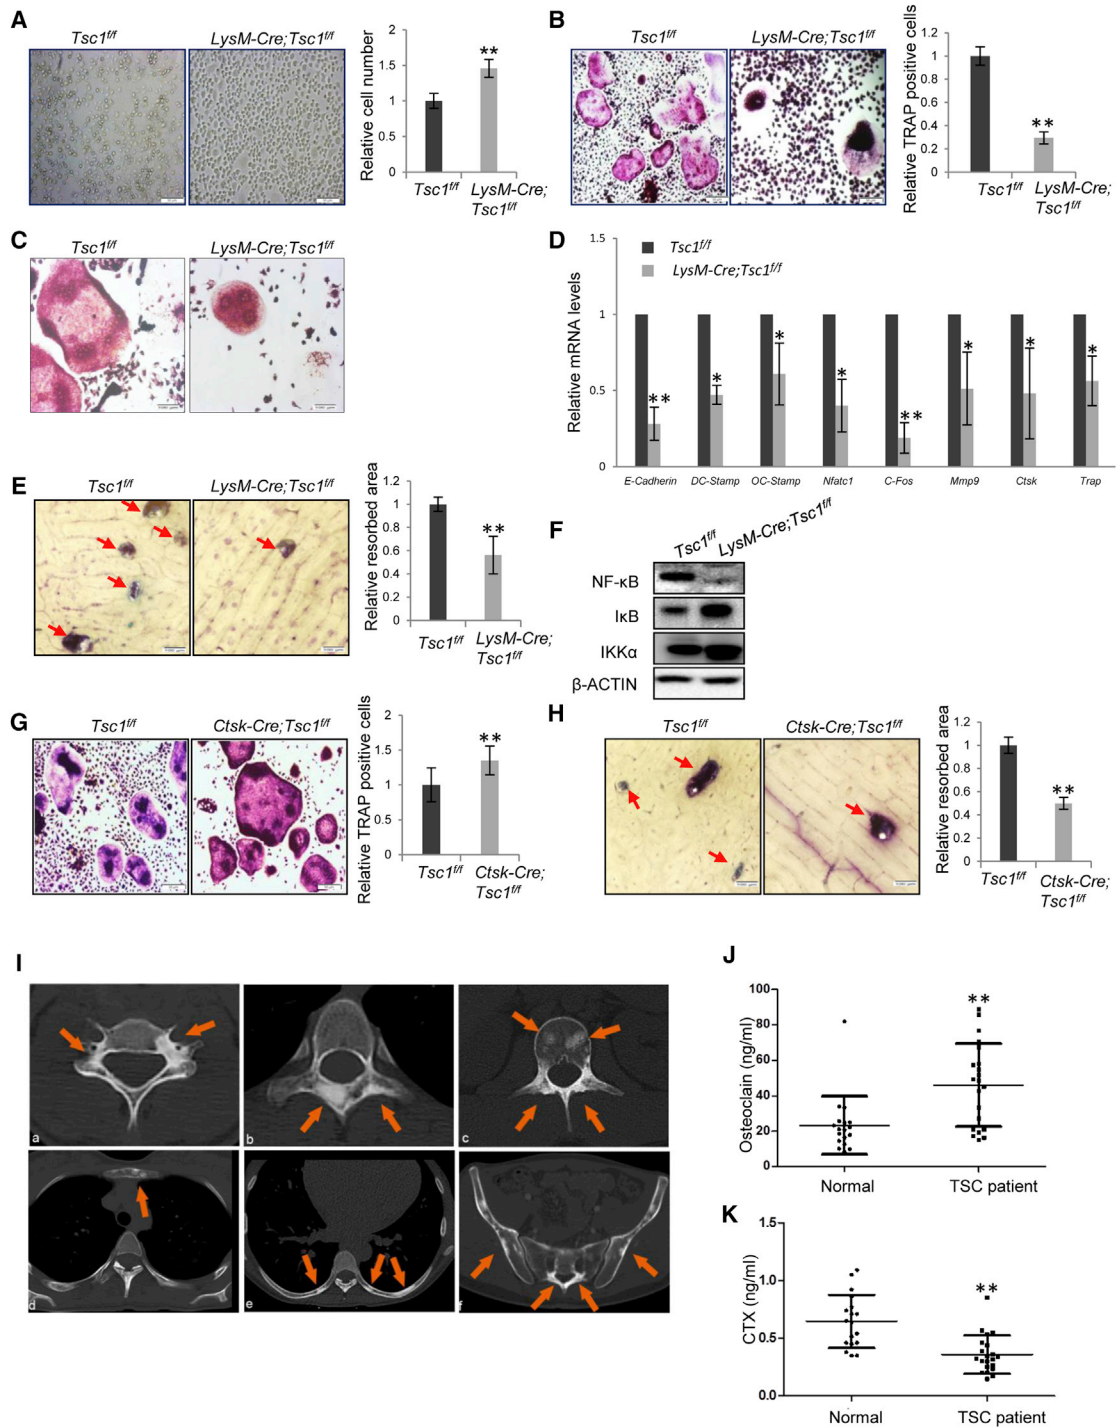 A
Tsc1f/f
LysM-Cre;Tsc1f/f
Relative cell number
2
1.5
1
0.5
0
**
Tsc1f/f
LysM-Cre;
Tsc1f/f
B
Tsc1f/f
LysM-Cre;Tsc1f/f
Relative TRAP positive cells
1.2
1
0.8
0.6
0.4
0.2
0
**
Tsc1f/f
LysM-Cre;
Tsc1f/f
C
Tsc1f/f
LysM-Cre;Tsc1f/f
D
Relative mRNA levels
1.5
1
0.5
0
Tsc1f/f
LysM-Cre;Tsc1f/f
**
*
*
*
**
*
*
*
E-Cadherin DC-Stamp OC-Stamp Nfatc1 C-Fos Mmp9 Ctsk Trap
E
Tsc1f/f
LysM-Cre;Tsc1f/f
Relative resorbed area
1.2
1
0.8
0.6
0.4
0.2
0
**
Tsc1f/f
LysM-Cre;
Tsc1f/f
F
Tsc1f/f
LysM-Cre;Tsc1f/f
NF-κB
IκB
IKKα
β-ACTIN
G
Tsc1f/f
Ctsk-Cre;Tsc1f/f
Relative TRAP positive cells
2
1.5
1
0.5
0
**
Tsc1f/f
Ctsk-Cre;
Tsc1f/f
H
Tsc1f/f
Ctsk-Cre;Tsc1f/f
Relative resorbed area
1.2
1
0.8
0.6
0.4
0.2
0
**
Tsc1f/f
Ctsk-Cre;
Tsc1f/f
I
a
b
c
d
e
f
J
Osteoclain (ng/ml)
100
80
60
40
20
0
**
Normal
TSC patient
K
CTX (ng/ml)
1.5
1.0
0.5
0.0
**
Normal
TSC patient